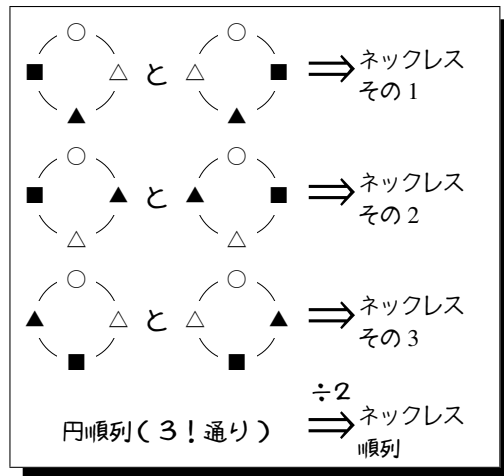 と
ネックレス
その 1
と
ネックレス
その 2
と
ネックレス
その 3
円順列(3！通り)
÷2
ネックレス
順列